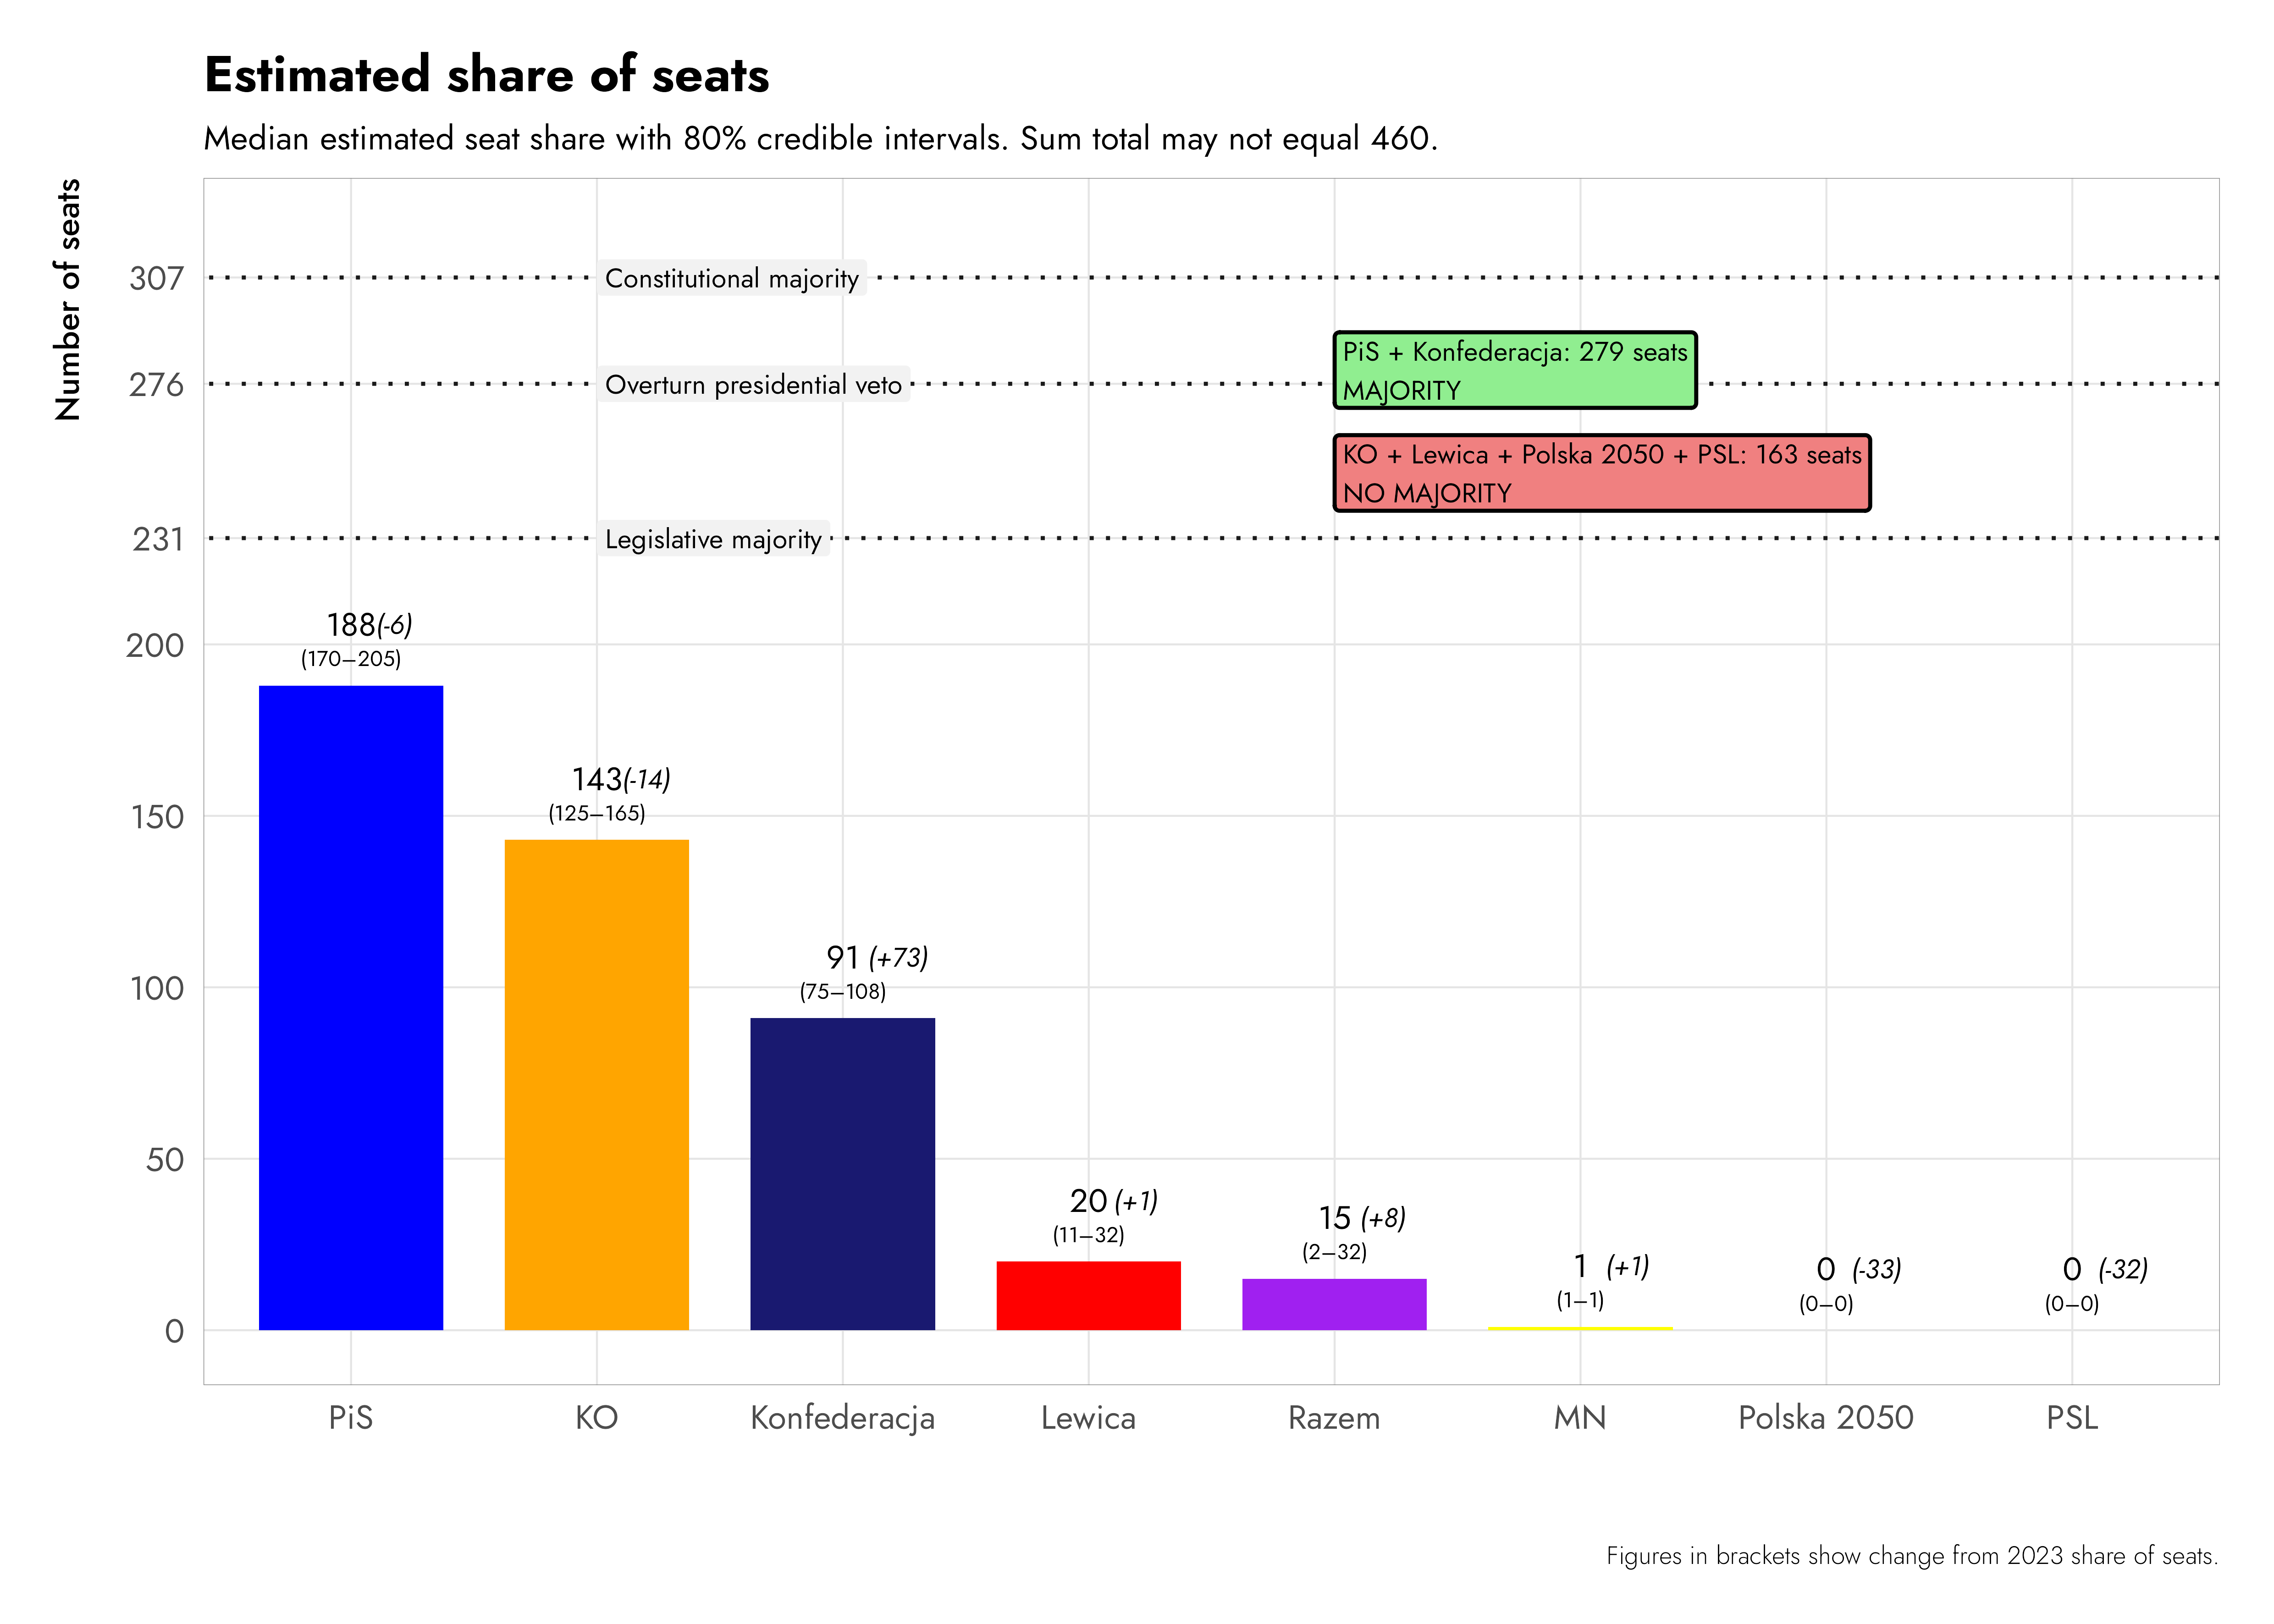 Estimated share of seats
Median estimated seat share with 80% credible intervals. Sum total may not equal 460.
Number of seats
307
Constitutional majority
PiS + Konfederacja: 279 seats
MAJORITY
276
Overturn presidential veto
KO + Lewica + Polska 2050 + PSL: 163 seats
NO MAJORITY
231
Legislative majority
188(-6)
(170–205)
200
143(-14)
(125–165)
150
91 (+73)
(75–108)
100
50
20 (+1)
(11–32)
15 (+8)
(2–32)
1 (+1)
(1–1)
0 (-33)
(0–0)
0 (-32)
(0–0)
0
PiS KO Konfederacja Lewica Razem MN Polska 2050 PSL
Figures in brackets show change from 2023 share of seats.